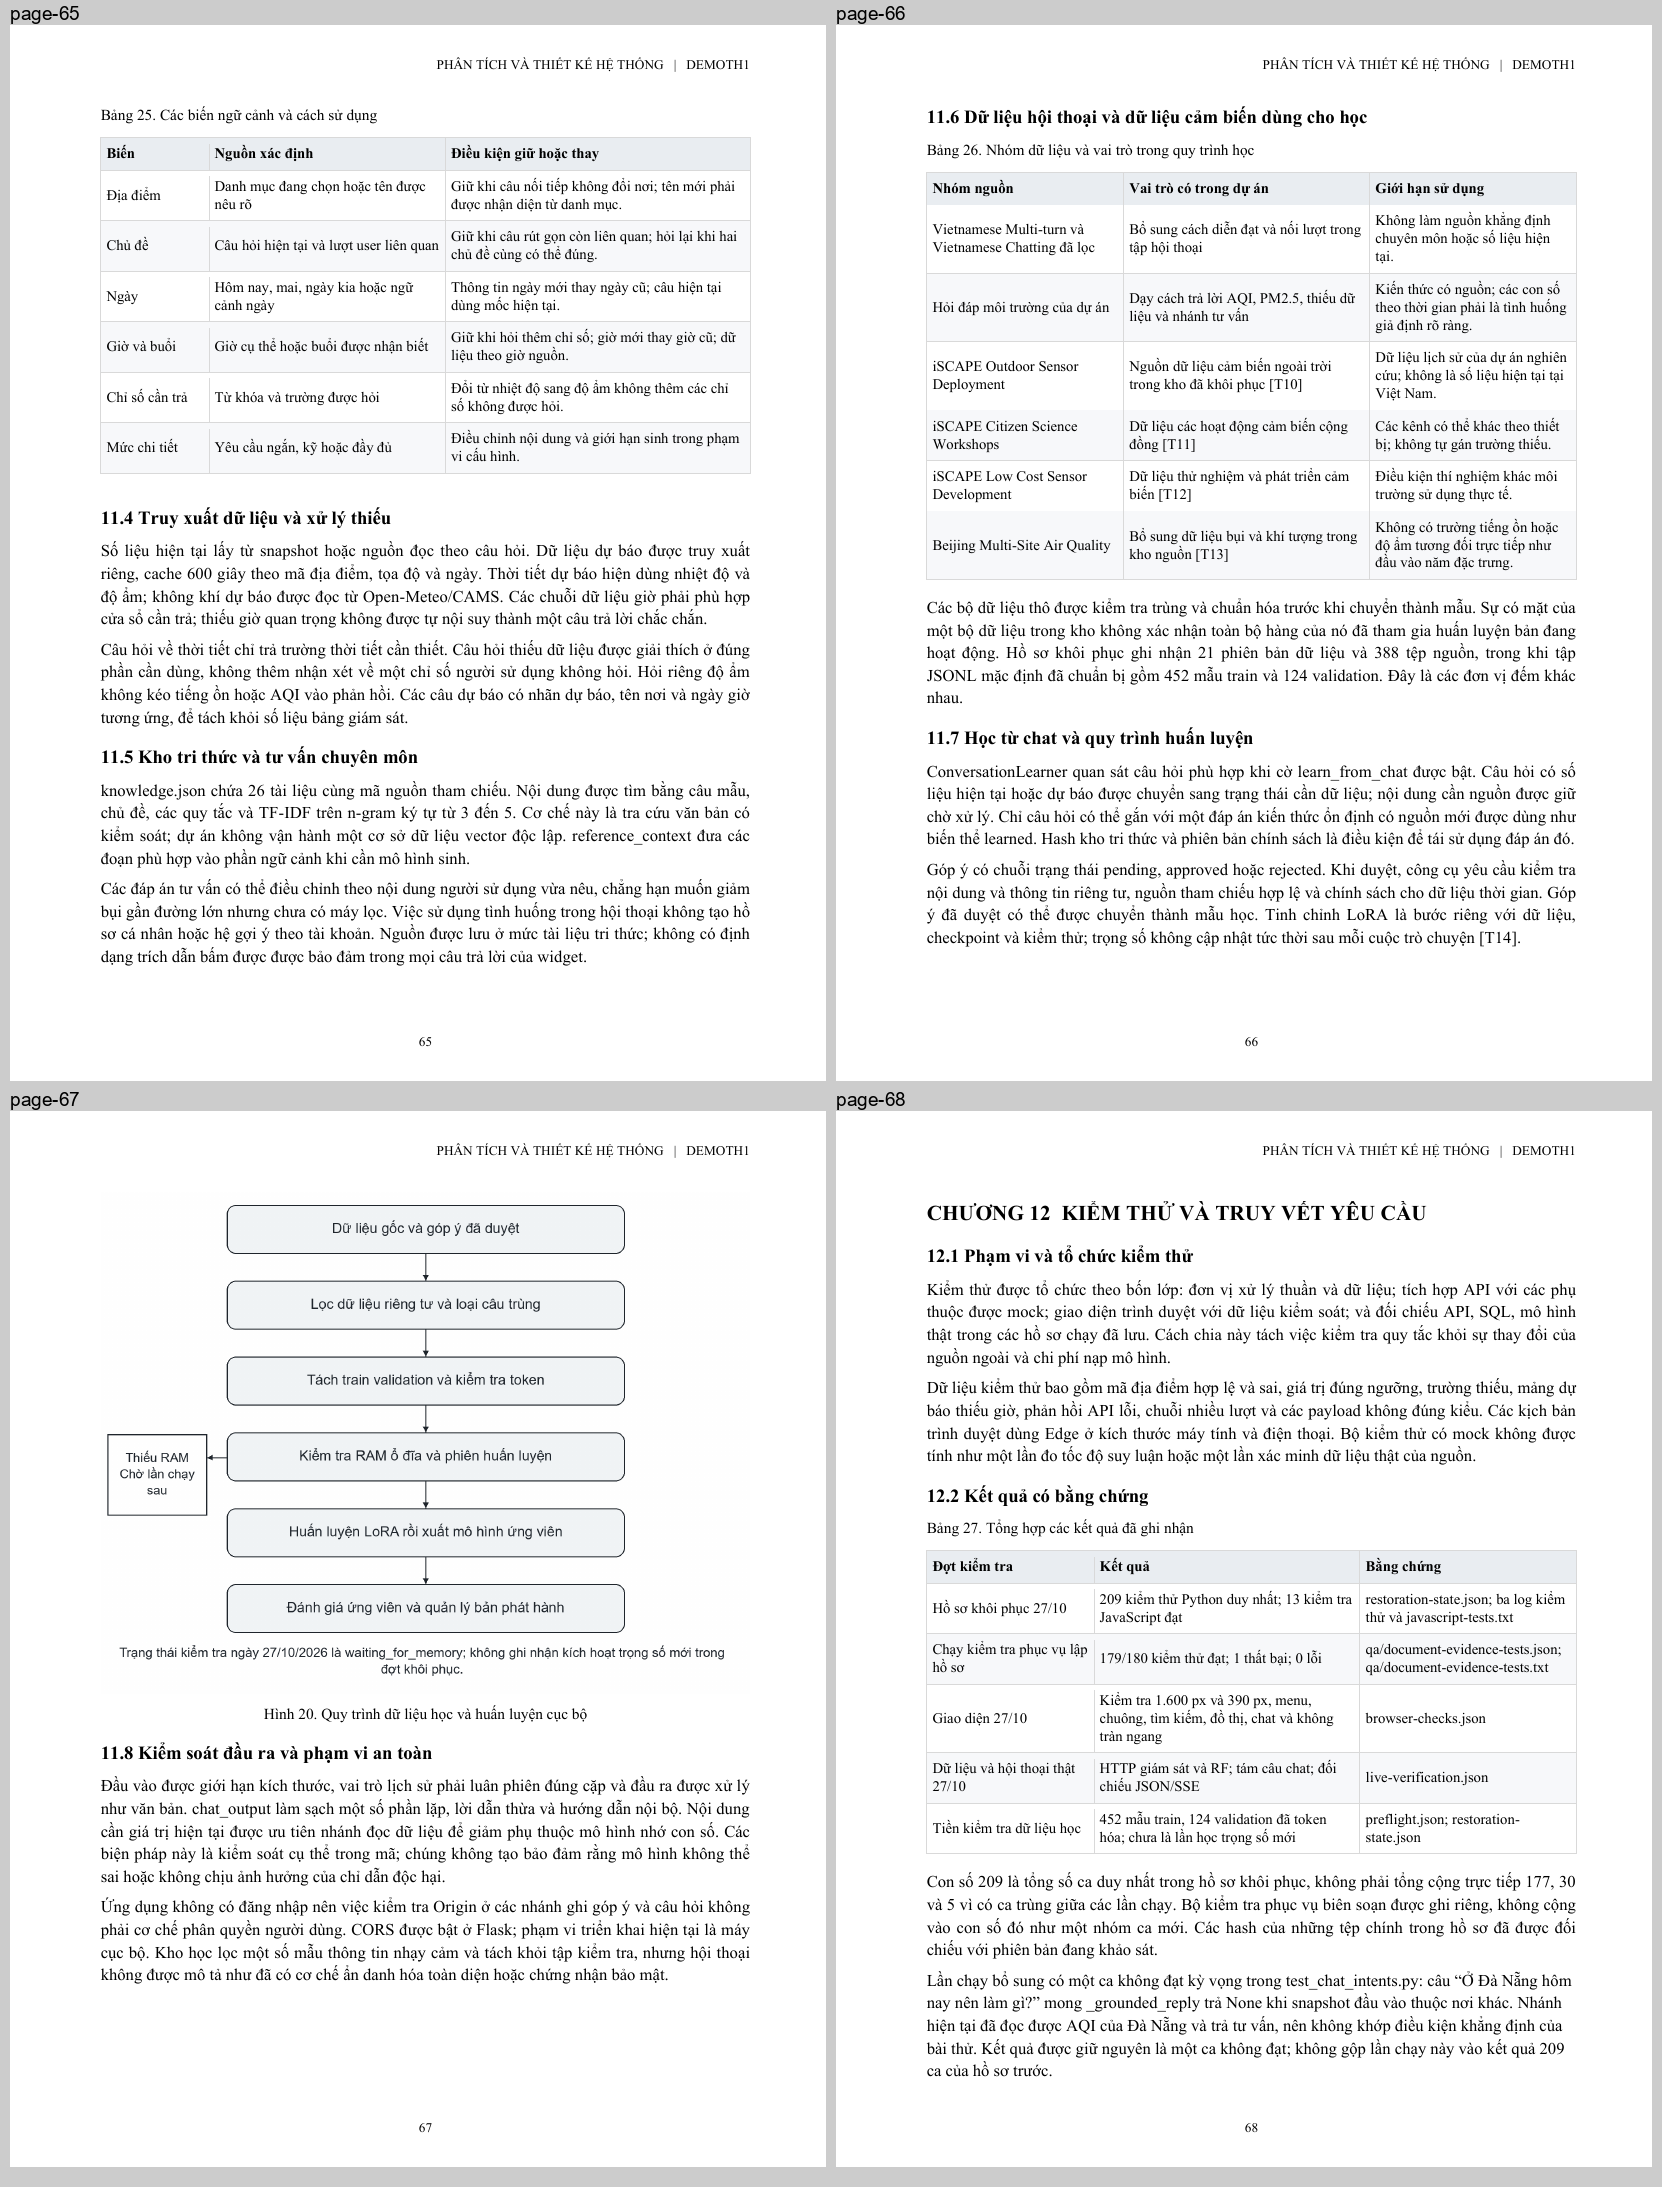 page-65
PHÂN TÍCH VÀ THIẾT KẾ HỆ THỐNG | DEMOTH1
Bảng 25. Các biến ngữ cảnh và cách sử dụng
Biến | Nguồn xác định | Điều kiện giữ hoặc thay
Địa điểm | Danh mục đang chọn hoặc tên được nêu rõ | Giữ khi câu nối tiếp không đổi nơi; tên mới phải được nhận diện từ danh mục.
Chủ đề | Câu hỏi hiện tại và lượt user liên quan | Giữ khi câu rút gọn còn liên quan; hỏi lại khi hai chủ đề cùng có thể đúng.
Ngày | Hôm nay, mai, ngày kia hoặc ngữ cảnh ngày | Thông tin ngày mới thay ngày cũ; câu hiện tại dùng mốc hiện tại.
Giờ và buổi | Giờ cụ thể hoặc buổi được nhận biết | Giữ khi hỏi thêm chỉ số; giờ mới thay giờ cũ; dữ liệu theo giờ nguồn.
Chỉ số cần trả | Từ khóa và trường được hỏi | Đổi từ nhiệt độ sang độ ẩm không thêm các chỉ số không được hỏi.
Mức chi tiết | Yêu cầu ngắn, kỹ hoặc đầy đủ | Điều chỉnh nội dung và giới hạn sinh trong phạm vi cấu hình.
11.4 Truy xuất dữ liệu và xử lý thiếu
Số liệu hiện tại lấy từ snapshot hoặc nguồn đọc theo câu hỏi. Dữ liệu dự báo được truy xuất
riêng, cache 600 giây theo mã địa điểm, tọa độ và ngày. Thời tiết dự báo hiện dùng nhiệt độ và
độ ẩm; không khí dự báo được đọc từ Open-Meteo/CAMS. Các chuỗi dữ liệu giờ phải phù hợp
cửa sổ cần trả; thiếu giờ quan trọng không được tự nội suy thành một câu trả lời chắc chắn.
Câu hỏi về thời tiết chỉ trả trường thời tiết cần thiết. Câu hỏi thiếu dữ liệu được giải thích ở đúng
phần cần dùng, không thêm nhận xét về một chỉ số người sử dụng không hỏi. Hỏi riêng độ ẩm
không kéo tiếng ồn hoặc AQI vào phản hồi. Các câu dự báo có nhãn dự báo, tên nơi và ngày giờ
tương ứng, để tách khỏi số liệu bảng giám sát.
11.5 Kho tri thức và tư vấn chuyên môn
knowledge.json chứa 26 tài liệu cùng mã nguồn tham chiếu. Nội dung được tìm bằng câu mẫu,
chủ đề, các quy tắc và TF-IDF trên n-gram ký tự từ 3 đến 5. Cơ chế này là tra cứu văn bản có
kiểm soát; dự án không vận hành một cơ sở dữ liệu vector độc lập. reference_context đưa các
đoạn phù hợp vào phần ngữ cảnh khi cần mô hình sinh.
Các đáp án tư vấn có thể điều chỉnh theo nội dung người sử dụng vừa nêu, chẳng hạn muốn giảm
bụi gần đường lớn nhưng chưa có máy lọc. Việc sử dụng tình huống trong hội thoại không tạo hồ
sơ cá nhân hoặc hệ gợi ý theo tài khoản. Nguồn được lưu ở mức tài liệu tri thức; không có định
dạng trích dẫn bấm được được bảo đảm trong mọi câu trả lời của widget.
65
page-66
PHÂN TÍCH VÀ THIẾT KẾ HỆ THỐNG | DEMOTH1
11.6 Dữ liệu hội thoại và dữ liệu cảm biến dùng cho học
Bảng 26. Nhóm dữ liệu và vai trò trong quy trình học
Nhóm nguồn | Vai trò có trong dự án | Giới hạn sử dụng
Vietnamese Multi-turn và Vietnamese Chatting đã lọc | Bổ sung cách diễn đạt và nối lượt trong tập hội thoại | Không làm nguồn khẳng định chuyên môn hoặc số liệu hiện tại.
Hỏi đáp môi trường của dự án | Dạy cách trả lời AQI, PM2.5, thiếu dữ liệu và nhánh tư vấn | Kiến thức có nguồn; các con số theo thời gian phải là tình huống giả định rõ ràng.
iSCAPE Outdoor Sensor Deployment | Nguồn dữ liệu cảm biến ngoài trời trong kho đã khôi phục [T10] | Dữ liệu lịch sử của dự án nghiên cứu; không là số liệu hiện tại tại Việt Nam.
iSCAPE Citizen Science Workshops | Dữ liệu các hoạt động cảm biến cộng đồng [T11] | Các kênh có thể khác theo thiết bị; không tự gán trường thiếu.
iSCAPE Low Cost Sensor Development | Dữ liệu thử nghiệm và phát triển cảm biến [T12] | Điều kiện thí nghiệm khác môi trường sử dụng thực tế.
Beijing Multi-Site Air Quality | Bổ sung dữ liệu bụi và khí tượng trong kho nguồn [T13] | Không có trường tiếng ồn hoặc độ ẩm tương đối trực tiếp như đầu vào năm đặc trưng.
Các bộ dữ liệu thô được kiểm tra trùng và chuẩn hóa trước khi chuyển thành mẫu. Sự có mặt của
một bộ dữ liệu trong kho không xác nhận toàn bộ hàng của nó đã tham gia huấn luyện bản đang
hoạt động. Hồ sơ khôi phục ghi nhận 21 phiên bản dữ liệu và 388 tệp nguồn, trong khi tập
JSONL mặc định đã chuẩn bị gồm 452 mẫu train và 124 validation. Đây là các đơn vị đếm khác
nhau.
11.7 Học từ chat và quy trình huấn luyện
ConversationLearner quan sát câu hỏi phù hợp khi cờ learn_from_chat được bật. Câu hỏi có số
liệu hiện tại hoặc dự báo được chuyển sang trạng thái cần dữ liệu; nội dung cần nguồn được giữ
chờ xử lý. Chỉ câu hỏi có thể gắn với một đáp án kiến thức ổn định có nguồn mới được dùng như
biến thể learned. Hash kho tri thức và phiên bản chính sách là điều kiện để tái sử dụng đáp án đó.
Góp ý có chuỗi trạng thái pending, approved hoặc rejected. Khi duyệt, công cụ yêu cầu kiểm tra
nội dung và thông tin riêng tư, nguồn tham chiếu hợp lệ và chính sách cho dữ liệu thời gian. Góp
ý đã duyệt có thể được chuyển thành mẫu học. Tinh chỉnh LoRA là bước riêng với dữ liệu,
checkpoint và kiểm thử; trọng số không cập nhật tức thời sau mỗi cuộc trò chuyện [T14].
66
page-67
PHÂN TÍCH VÀ THIẾT KẾ HỆ THỐNG | DEMOTH1
Dữ liệu gốc và góp ý đã duyệt
Lọc dữ liệu riêng tư và loại câu trùng
Tách train validation và kiểm tra token
Kiểm tra RAM ổ đĩa và phiên huấn luyện
Thiếu RAM
Chờ lần chạy
sau
Huấn luyện LoRA rồi xuất mô hình ứng viên
Đánh giá ứng viên và quản lý bản phát hành
Trạng thái kiểm tra ngày 27/10/2026 là waiting_for_memory; không ghi nhận kích hoạt trọng số mới trong
đợt khôi phục.
Hình 20. Quy trình dữ liệu học và huấn luyện cục bộ
11.8 Kiểm soát đầu ra và phạm vi an toàn
Đầu vào được giới hạn kích thước, vai trò lịch sử phải luân phiên đúng cặp và đầu ra được xử lý
như văn bản. chat_output làm sạch một số phần lặp, lời dẫn thừa và hướng dẫn nội bộ. Nội dung
cần giá trị hiện tại được ưu tiên nhánh đọc dữ liệu để giảm phụ thuộc mô hình nhớ con số. Các
biện pháp này là kiểm soát cụ thể trong mã; chúng không tạo bảo đảm rằng mô hình không thể
sai hoặc không chịu ảnh hưởng của chỉ dẫn độc hại.
Ứng dụng không có đăng nhập nên việc kiểm tra Origin ở các nhánh ghi góp ý và câu hỏi không
phải cơ chế phân quyền người dùng. CORS được bật ở Flask; phạm vi triển khai hiện tại là máy
cục bộ. Kho học lọc một số mẫu thông tin nhạy cảm và tách khỏi tập kiểm tra, nhưng hội thoại
không được mô tả như đã có cơ chế ẩn danh hóa toàn diện hoặc chứng nhận bảo mật.
67
page-68
PHÂN TÍCH VÀ THIẾT KẾ HỆ THỐNG | DEMOTH1
CHƯƠNG 12 KIỂM THỬ VÀ TRUY VẾT YÊU CẦU
12.1 Phạm vi và tổ chức kiểm thử
Kiểm thử được tổ chức theo bốn lớp: đơn vị xử lý thuần và dữ liệu; tích hợp API với các phụ
thuộc được mock; giao diện trình duyệt với dữ liệu kiểm soát; và đối chiếu API, SQL, mô hình
thật trong các hồ sơ chạy đã lưu. Cách chia này tách việc kiểm tra quy tắc khỏi sự thay đổi của
nguồn ngoài và chi phí nạp mô hình.
Dữ liệu kiểm thử bao gồm mã địa điểm hợp lệ và sai, giá trị đúng ngưỡng, trường thiếu, mảng dự
báo thiếu giờ, phản hồi API lỗi, chuỗi nhiều lượt và các payload không đúng kiểu. Các kịch bản
trình duyệt dùng Edge ở kích thước máy tính và điện thoại. Bộ kiểm thử có mock không được
tính như một lần đo tốc độ suy luận hoặc một lần xác minh dữ liệu thật của nguồn.
12.2 Kết quả có bằng chứng
Bảng 27. Tổng hợp các kết quả đã ghi nhận
Đợt kiểm tra | Kết quả | Bằng chứng
Hồ sơ khôi phục 27/10 | 209 kiểm thử Python duy nhất; 13 kiểm tra JavaScript đạt | restoration-state.json; ba log kiểm thử và javascript-tests.txt
Chạy kiểm tra phục vụ lập hồ sơ | 179/180 kiểm thử đạt; 1 thất bại; 0 lỗi | qa/document-evidence-tests.json; qa/document-evidence-tests.txt
Giao diện 27/10 | Kiểm tra 1.600 px và 390 px, menu, chuông, tìm kiếm, đồ thị, chat và không tràn ngang | browser-checks.json
Dữ liệu và hội thoại thật 27/10 | HTTP giám sát và RF; tám câu chat; đối chiếu JSON/SSE | live-verification.json
Tiền kiểm tra dữ liệu học | 452 mẫu train, 124 validation đã token hóa; chưa là lần học trọng số mới | preflight.json; restoration-state.json
Con số 209 là tổng số ca duy nhất trong hồ sơ khôi phục, không phải tổng cộng trực tiếp 177, 30
và 5 vì có ca trùng giữa các lần chạy. Bộ kiểm tra phục vụ biên soạn được ghi riêng, không cộng
vào con số đó như một nhóm ca mới. Các hash của những tệp chính trong hồ sơ đã được đối
chiếu với phiên bản đang khảo sát.
Lần chạy bổ sung có một ca không đạt kỳ vọng trong test_chat_intents.py: câu “Ở Đà Nẵng hôm
nay nên làm gì?” mong _grounded_reply trả None khi snapshot đầu vào thuộc nơi khác. Nhánh
hiện tại đã đọc được AQI của Đà Nẵng và trả tư vấn, nên không khớp điều kiện khẳng định của
bài thử. Kết quả được giữ nguyên là một ca không đạt; không gộp lần chạy này vào kết quả 209
ca của hồ sơ trước.
68